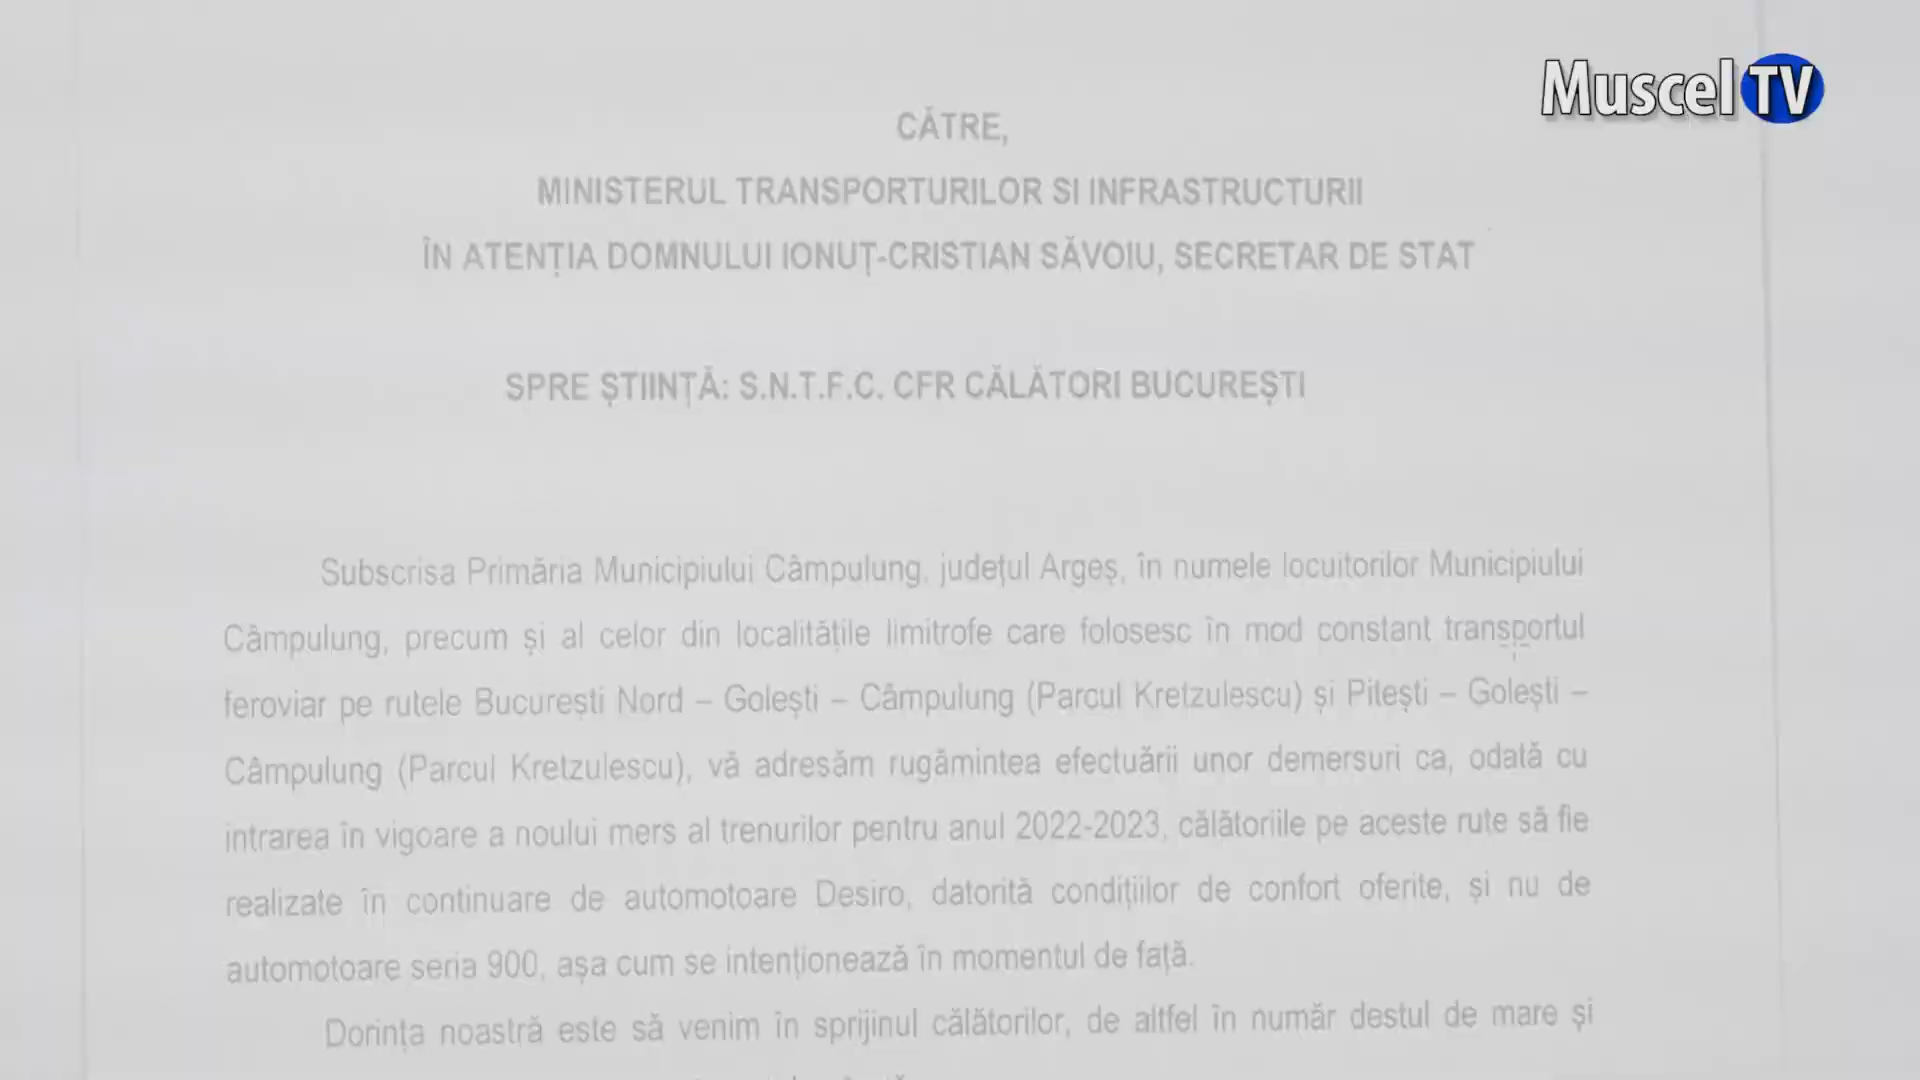 Muscel TV
CĂTRE,
MINISTERUL TRANSPORTURILOR SI INFRASTRUCTURII
ÎN ATENȚIA DOMNULUI IONUȚ-CRISTIAN SĂVOIU, SECRETAR DE STAT
SPRE ȘTIINȚĂ: S.N.T.F.C. CFR CĂLĂTORI BUCUREȘTI
Subscrisa Primăria Municipiului Câmpulung, județul Argeș, în numele locuitorilor Municipiului
Câmpulung, precum și al celor din localitățile limitrofe care folosesc în mod constant transportul
feroviar pe rutele București Nord – Golești – Câmpulung (Parcul Kretzulescu) și Pitești – Golești –
Câmpulung (Parcul Kretzulescu), vă adresăm rugămintea efectuării unor demersuri ca, odată cu
intrarea în vigoare a noului mers al trenurilor pentru anul 2022-2023, călătoriile pe aceste rute să fie
realizate în continuare de automotoare Desiro, datorită condițiilor de confort oferite, și nu de
automotoare seria 900, așa cum se intenționează în momentul de față.
Dorința noastră este să venim în sprijinul călătorilor, de altfel în număr destul de mare și